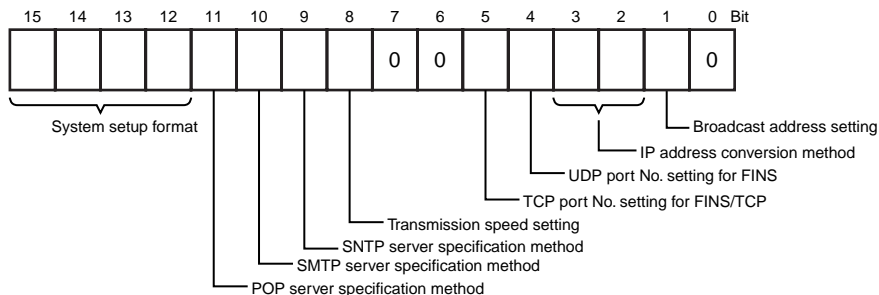 15 14 13 12 11 10 9 8 7 6 5 4 3 2 1 0 Bit
0 0 0
System setup format
Broadcast address setting
IP address conversion method
UDP port No. setting for FINS
TCP port No. setting for FINS/TCP
Transmission speed setting
SNTP server specification method
SMTP server specification method
POP server specification method